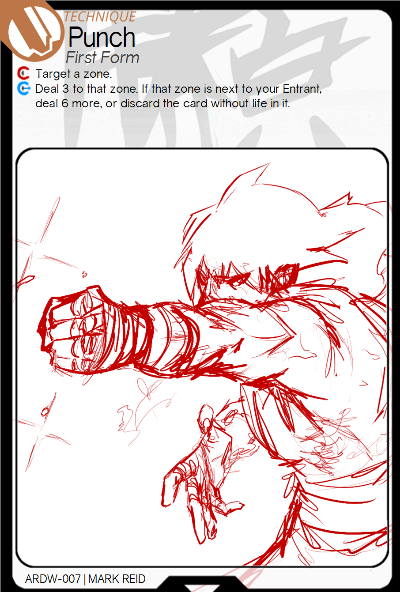 TECHNIQUE
Punch
First Form
C Target a zone.
G Deal 3 to that zone. If that zone is next to your Entrant,
deal 6 more, or discard the card without life in it.
ARDW-007 | MARK REID